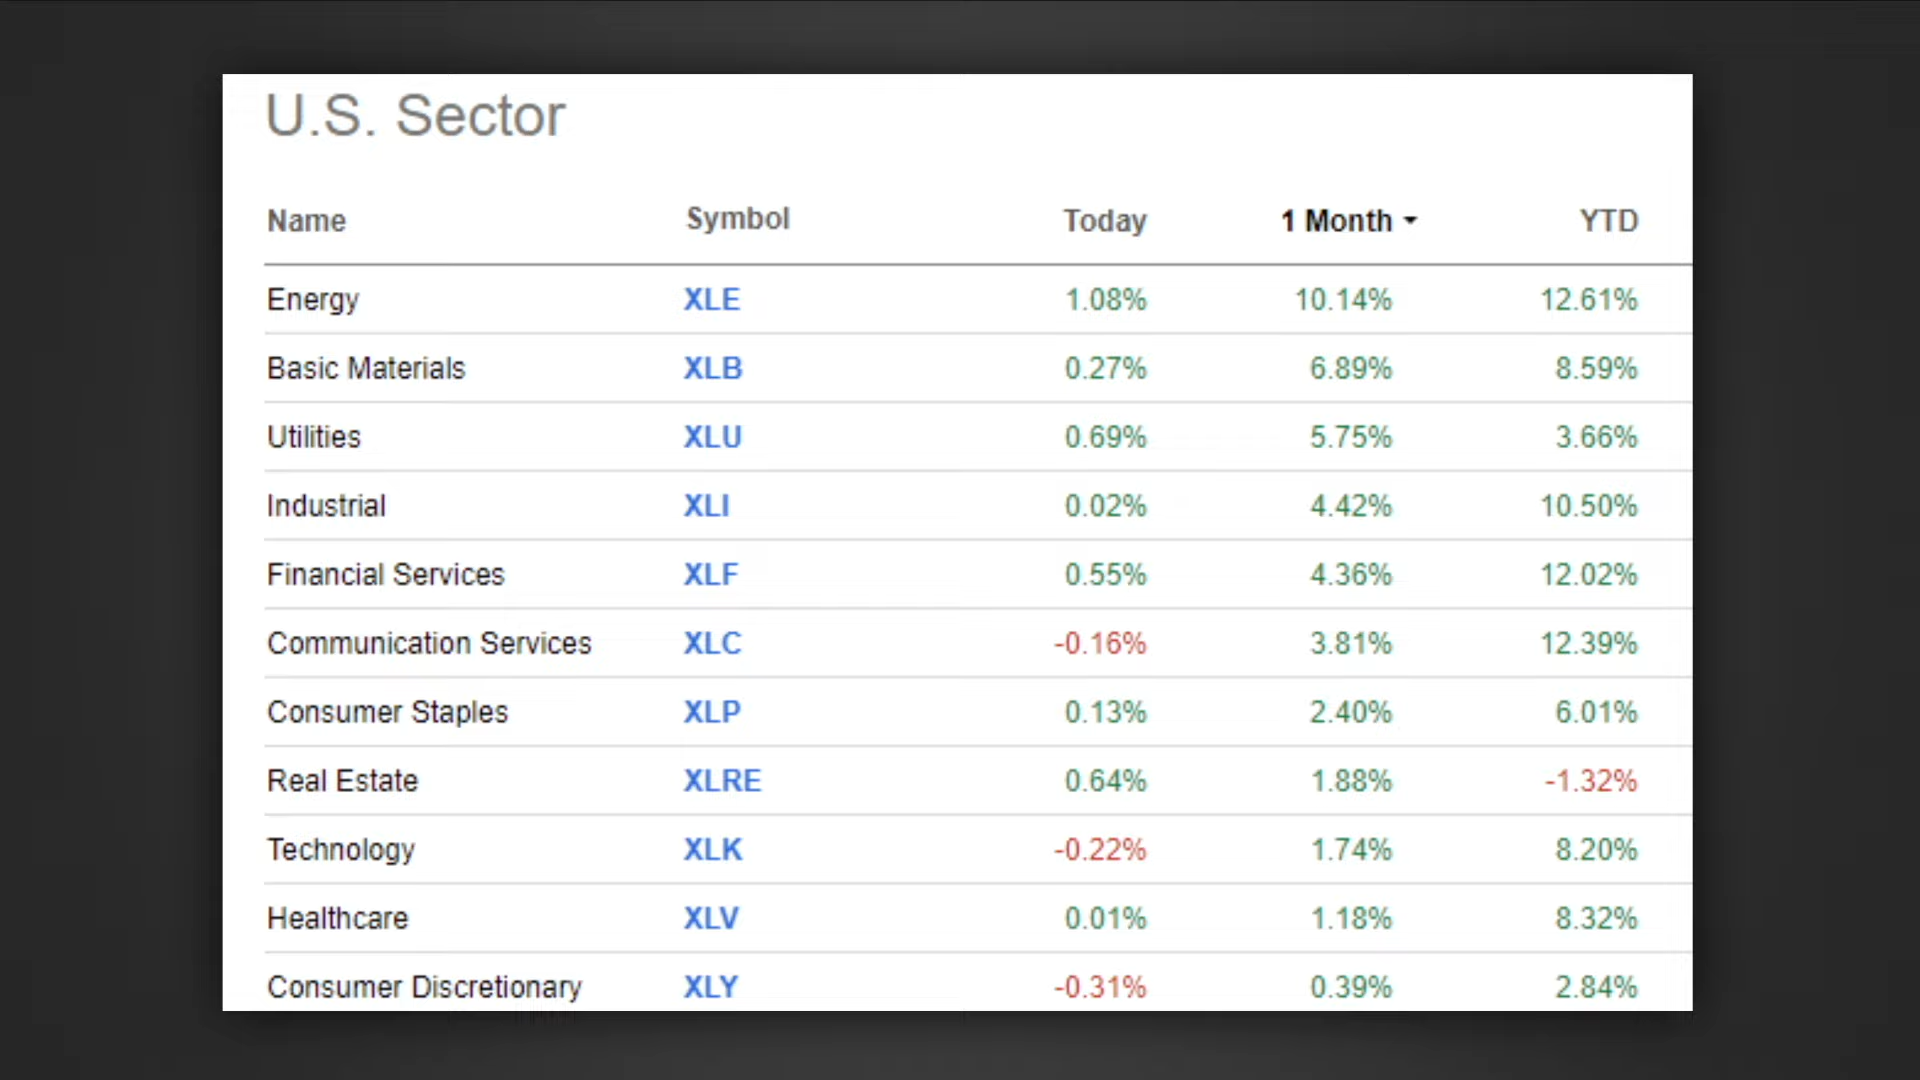 U.S. Sector
Name Symbol Today 1 Month YTD
Energy XLE 1.08% 10.14% 12.61%
Basic Materials XLB 0.27% 6.89% 8.59%
Utilities XLU 0.69% 5.75% 3.66%
Industrial XLI 0.02% 4.42% 10.50%
Financial Services XLF 0.55% 4.36% 12.02%
Communication Services XLC -0.16% 3.81% 12.39%
Consumer Staples XLP 0.13% 2.40% 6.01%
Real Estate XLRE 0.64% 1.88% -1.32%
Technology XLK -0.22% 1.74% 8.20%
Healthcare XLV 0.01% 1.18% 8.32%
Consumer Discretionary XLY -0.31% 0.39% 2.84%